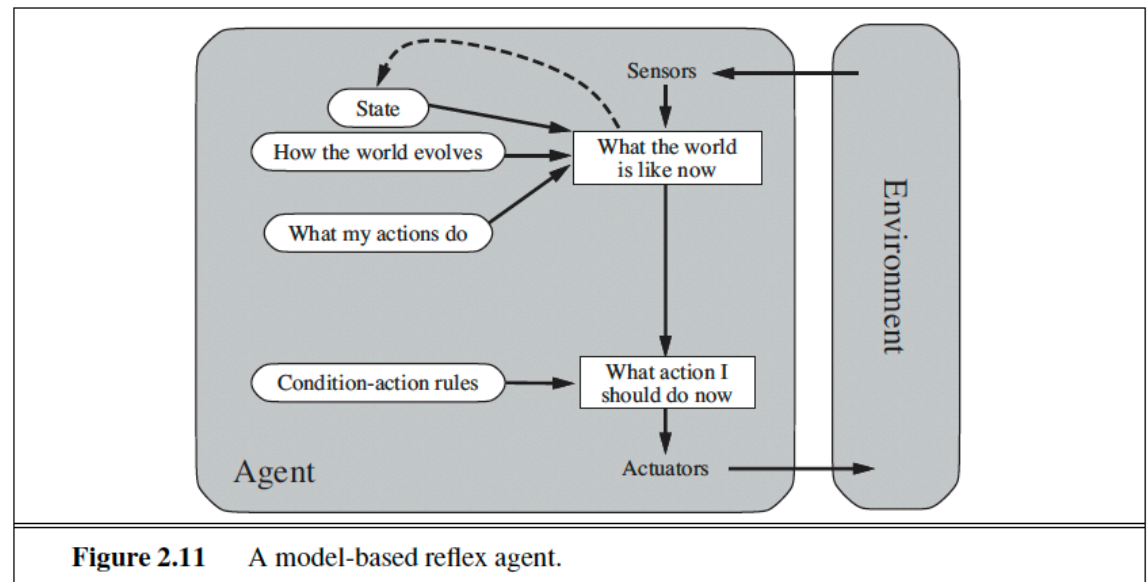 Sensors
State
How the world evolves
What the world
is like now
What my actions do
Condition-action rules
What action I
should do now
Agent
Actuators
Environment
Figure 2.11 A model-based reflex agent.